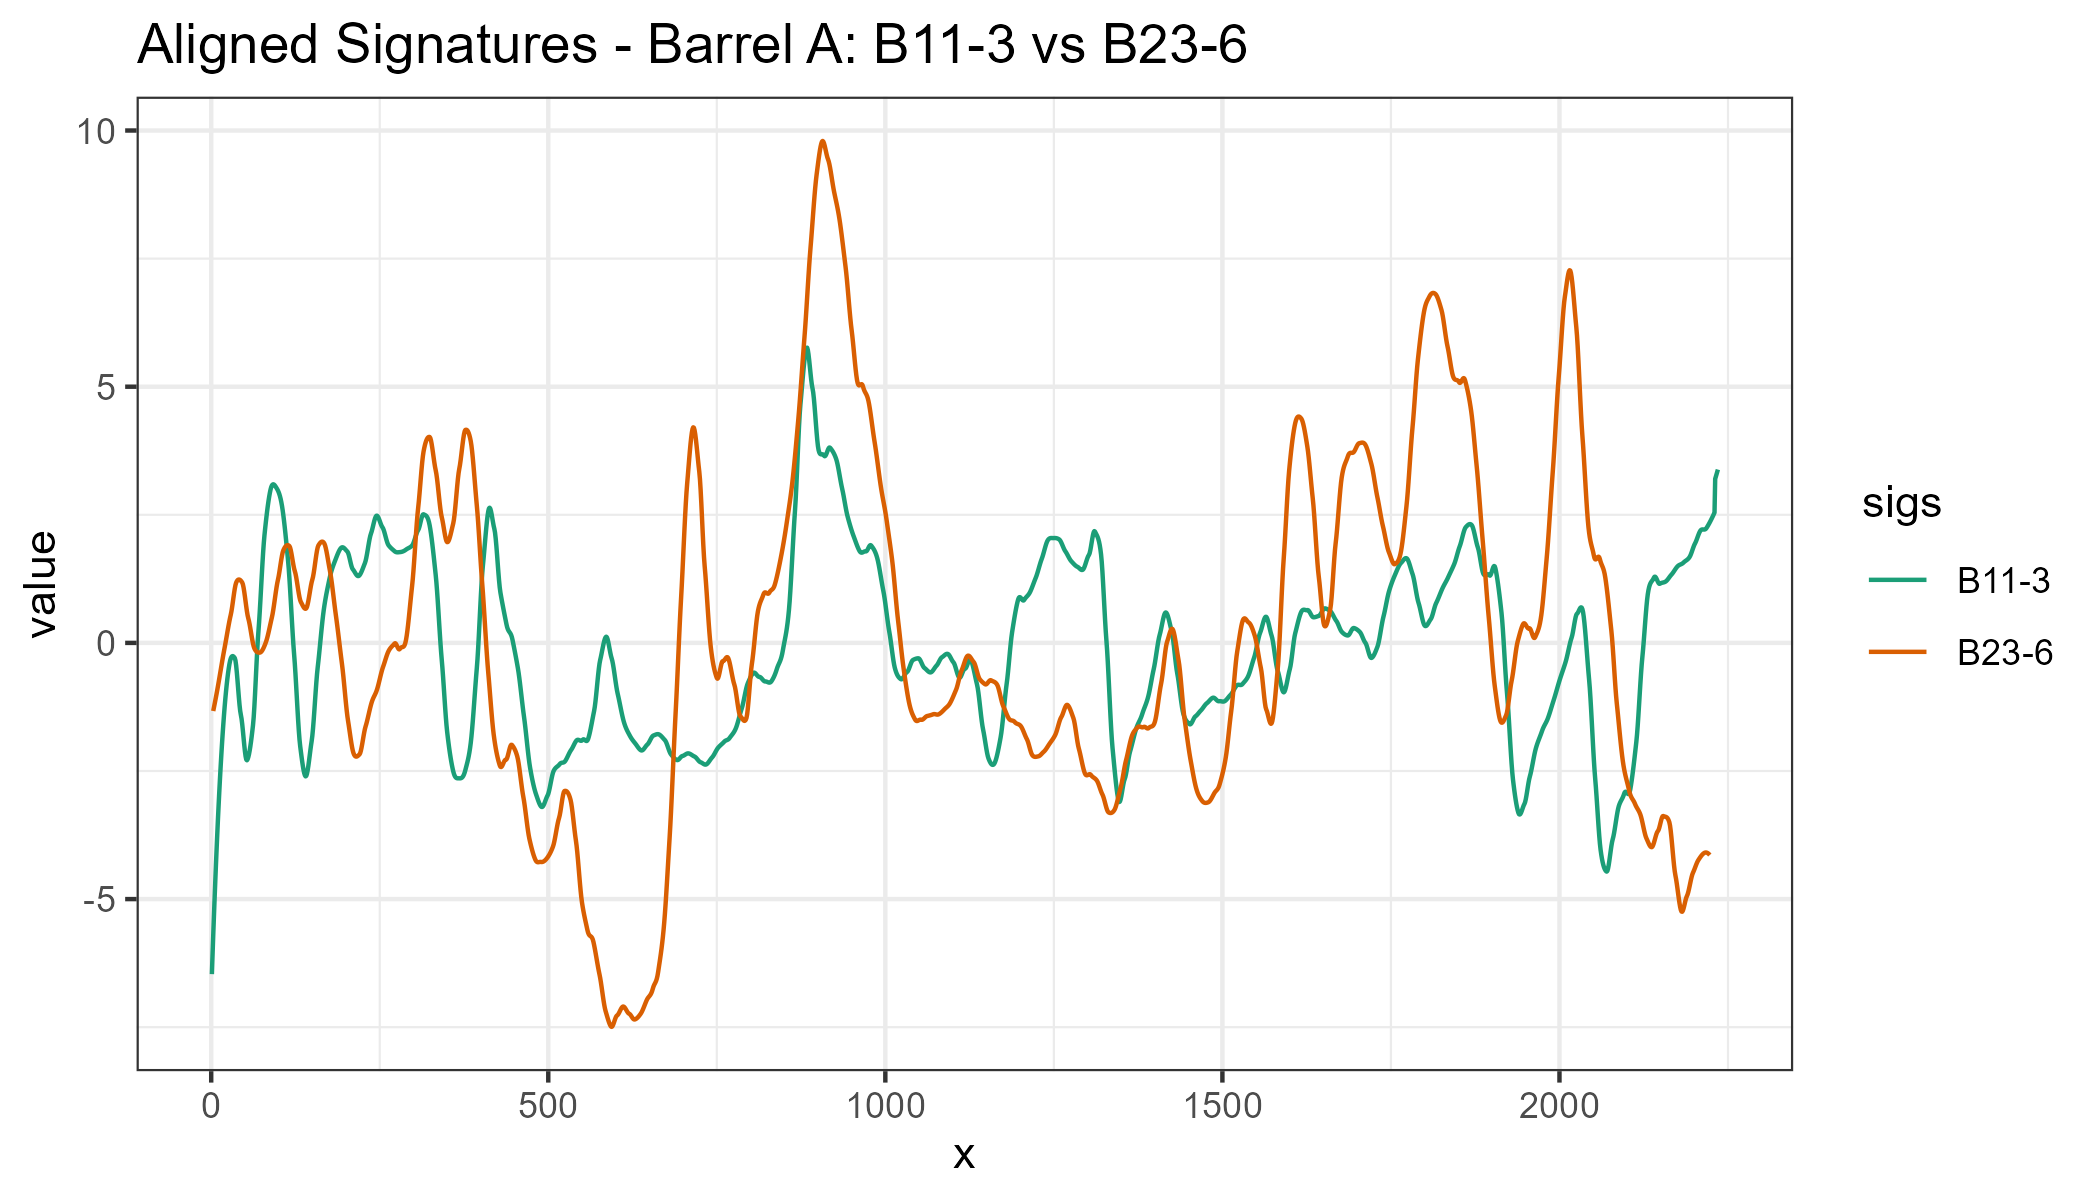 Aligned Signatures - Barrel A: B11-3 vs B23-6
10
5
0
-5
value
0
500
1000
1500
2000
x
sigs
B11-3
B23-6